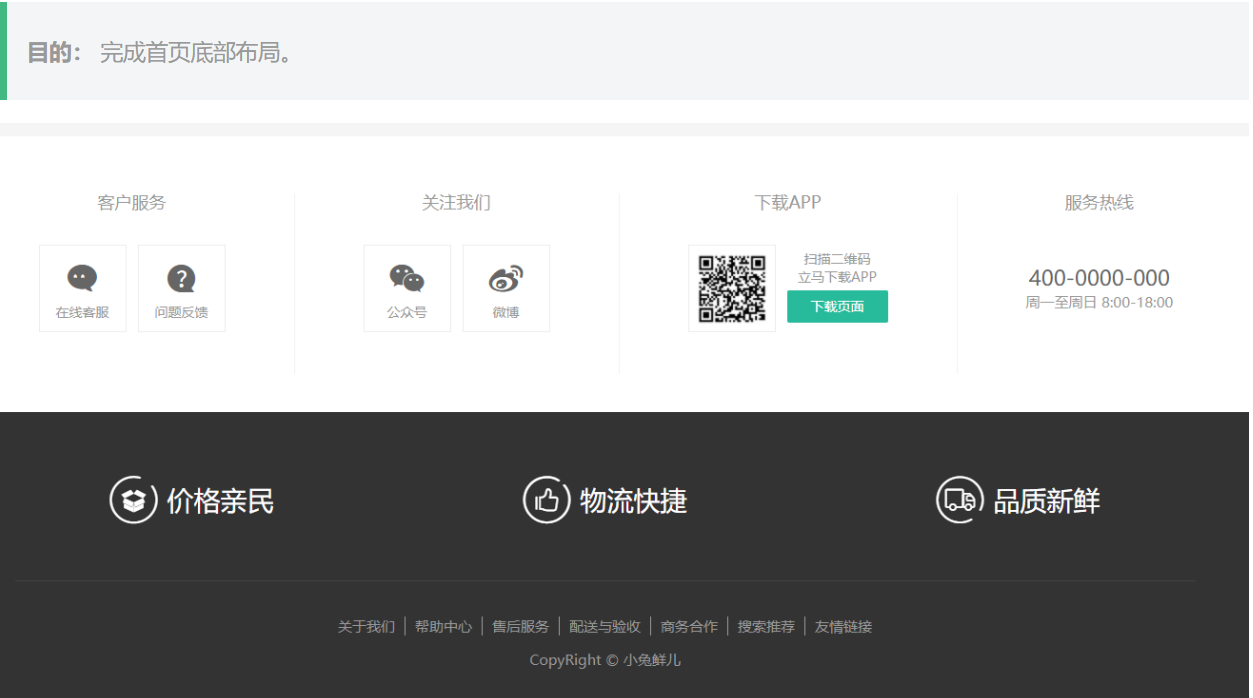 目的： 完成首页底部布局。
客户服务 关注我们 下载APP 服务热线
扫描二维码
立马下载APP
400-0000-000
周一至周日 8:00-18:00
下载页面
在线客服 问题反馈 公众号 微博
价格亲民 物流快捷 品质新鲜
关于我们 帮助中心 售后服务 配送与验收 商务合作 搜索推荐 友情链接
CopyRight © 小兔鲜儿